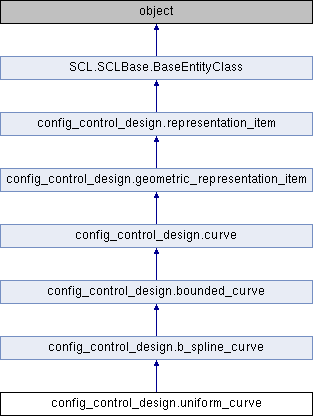 object
SCL.SCLBase.BaseEntityClass
config_control_design.representation_item
config_control_design.geometric_representation_item
config_control_design.curve
config_control_design.bounded_curve
config_control_design.b_spline_curve
config_control_design.uniform_curve